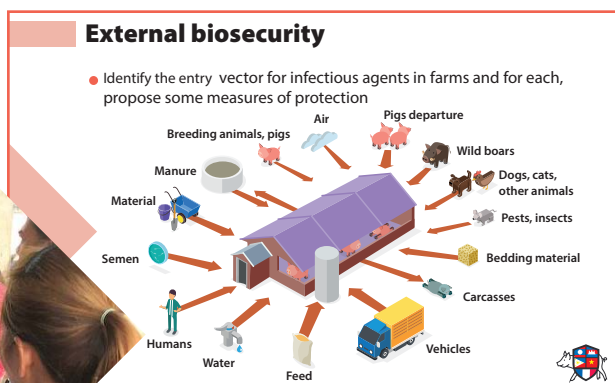 External biosecurity
● Identify the entry vector for infectious agents in farms and for each,
propose some measures of protection
Air
Pigs departure
Breeding animals, pigs
Wild boars
Manure
Dogs, cats,
other animals
Material
Pests, insects
Semen
Bedding material
Carcasses
Humans
Vehicles
Water
Feed